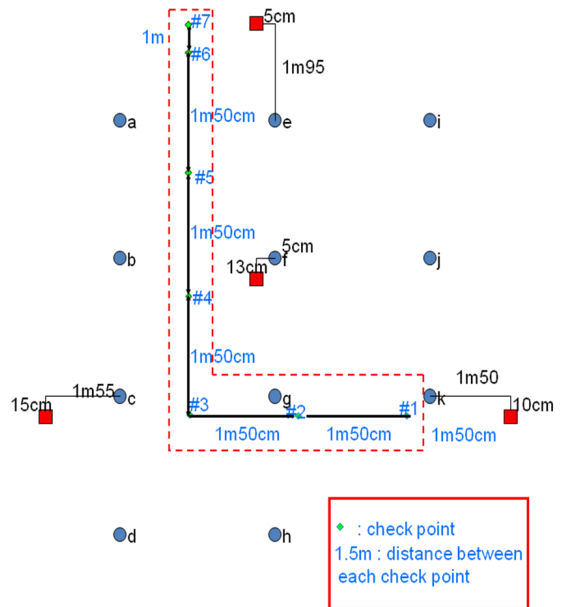 #7
5cm
1m
#6
1m95
1m50cm
a
e
i
#5
1m50cm
5cm
b
f
j
13cm
#4
1m50cm
1m55
c
g
k
1m50
15cm
#3
#2
#1
10cm
1m50cm
1m50cm
1m50cm
d
h
: check point
1.5m : distance between
each check point